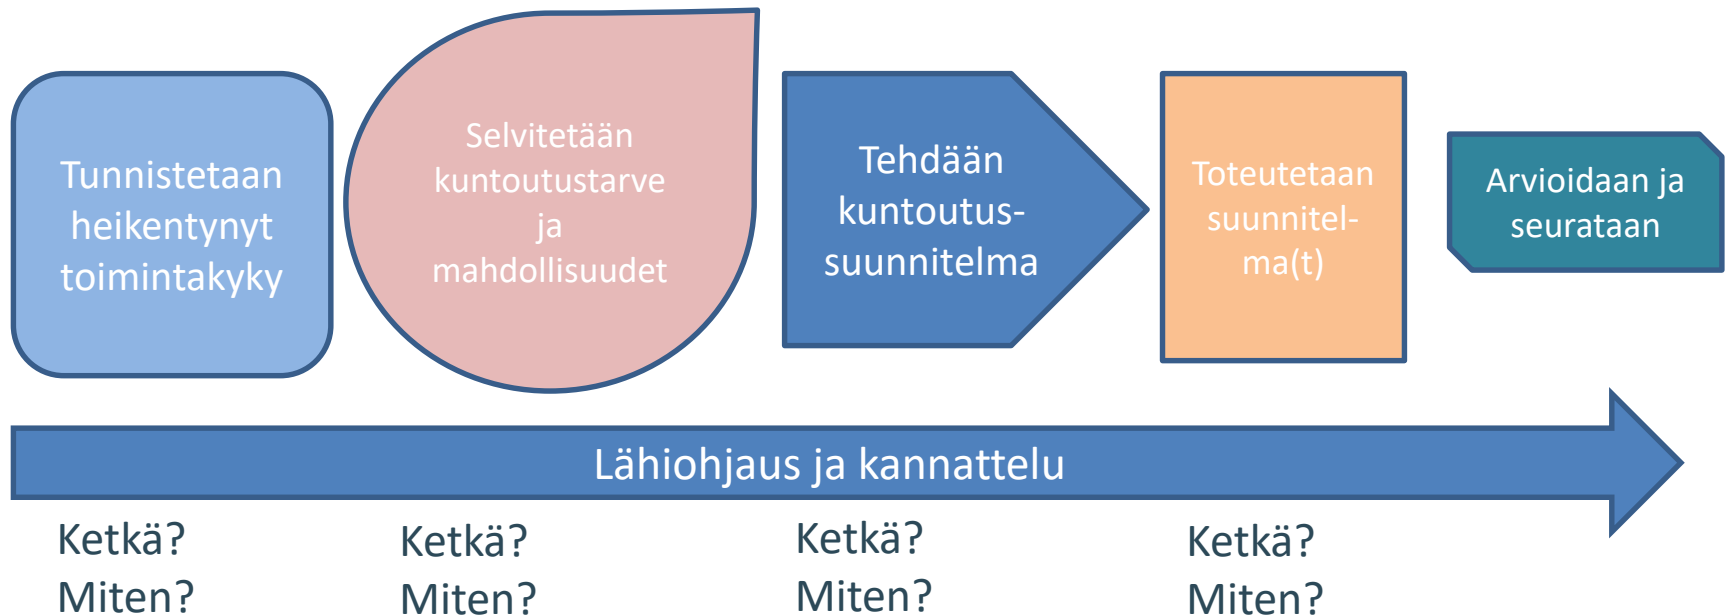 Tunnistetaan
heikentynyt
toimintakyky
Selvitetään
kuntoutustarve
ja
mahdollisuudet
Tehdään
kuntoutus-
suunnitelma
Toteutetaan
suunnitel-
ma(t)
Arvioidaan ja
seurataan
Lähiohjaus ja kannattelu
Ketkä?
Miten?
Ketkä?
Miten?
Ketkä?
Miten?
Ketkä?
Miten?